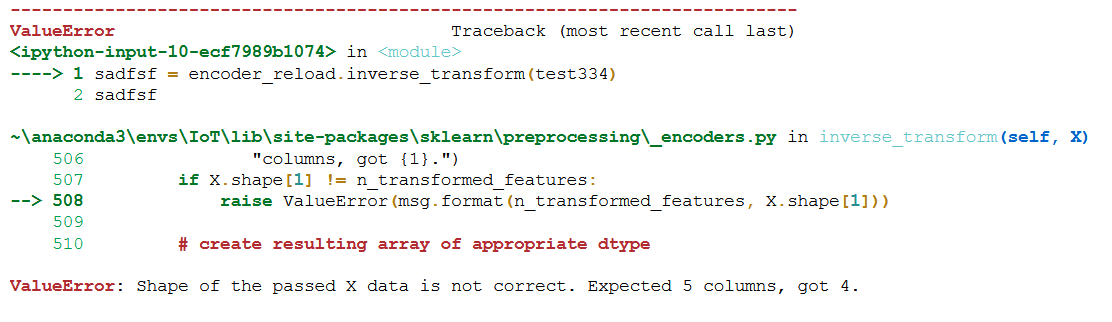 ---------------------------------------------------------------------------
ValueError                                Traceback (most recent call last)
<ipython-input-10-ecf7989b1074> in <module>
----> 1 sadfsf = encoder_reload.inverse_transform(test334)
      2 sadfsf

~\anaconda3\envs\IoT\lib\site-packages\sklearn\preprocessing\_encoders.py in inverse_transform(self, X)
    506                "columns, got {1}.")
    507         if X.shape[1] != n_transformed_features:
--> 508             raise ValueError(msg.format(n_transformed_features, X.shape[1]))
    509
    510         # create resulting array of appropriate dtype

ValueError: Shape of the passed X data is not correct. Expected 5 columns, got 4.